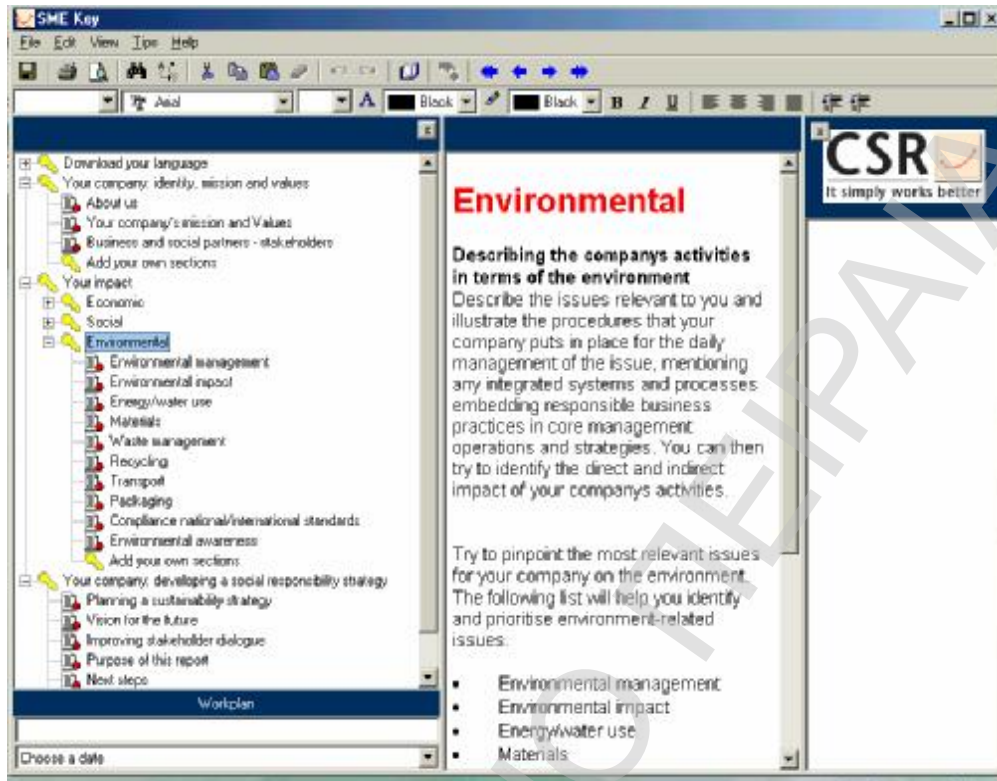 SME Key
File Edit View Tips Help
Arial
A Black Black B I U
Download your language
Your company: identity, mission and values
About us
Your company's mission and Values
Business and social partners - stakeholders
Add your own sections
Your impact
Economic
Social
Environmental
Environmental management
Environmental impact
Energy/water use
Materials
Waste management
Recycling
Transport
Packaging
Compliance national/international standards
Environmental awareness
Add your own sections
Your company: developing a social responsibility strategy
Planning a sustainability strategy
Vision for the future
Improving stakeholder dialogue
Purpose of this report
Next steps
Workplan
Choose a date
Environmental
Describing the companys activities
in terms of the environment
Describe the issues relevant to you and
illustrate the procedures that your
company puts in place for the daily
management of the issue, mentioning
any integrated systems and processes
embedding responsible business
practices in core management
operations and strategies. You can then
try to identify the direct and indirect
impact of your companys activities.
Try to pinpoint the most relevant issues
for your company on the environment.
The following list will help you identify
and prioritise environment-related
issues:
• Environmental management
• Environmental impact
• Energy/water use
• Materials
CSR
It simply works better